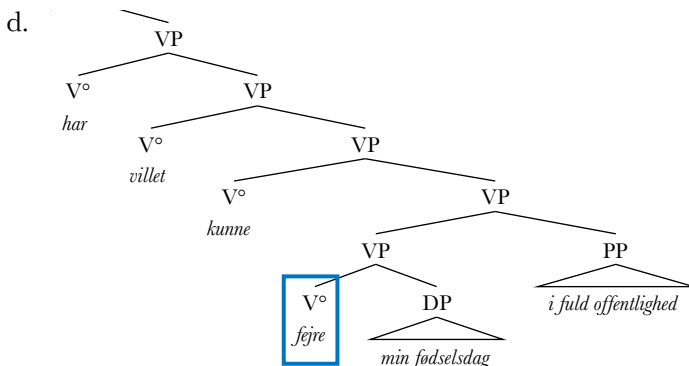 d.
VP
V° VP
har
V° VP
villet
V° VP
kunne
VP PP
V° DP i fuld offentlighed
fejre
min fødselsdag